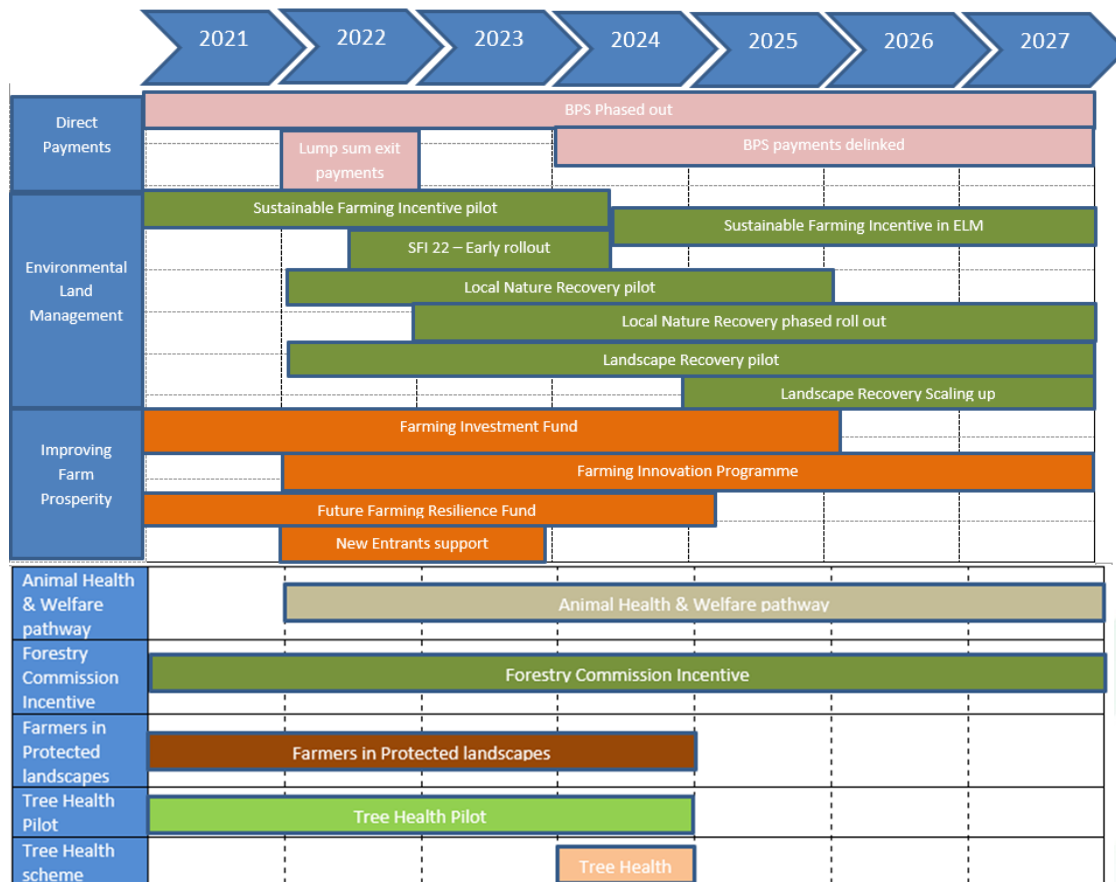 2021 2022 2023 2024 2025 2026 2027
Direct
Payments
BPS Phased out
Lump sum exit
payments
BPS payments delinked
Environmental
Land
Management
Sustainable Farming Incentive pilot
Sustainable Farming Incentive in ELM
SFI 22 – Early rollout
Local Nature Recovery pilot
Local Nature Recovery phased roll out
Landscape Recovery pilot
Landscape Recovery Scaling up
Improving
Farm
Prosperity
Farming Investment Fund
Farming Innovation Programme
Future Farming Resilience Fund
New Entrants support
Animal Health
& Welfare
pathway
Animal Health & Welfare pathway
Forestry
Commission
Incentive
Forestry Commission Incentive
Farmers in
Protected
landscapes
Farmers in Protected landscapes
Tree Health
Pilot
Tree Health Pilot
Tree Health
scheme
Tree Health